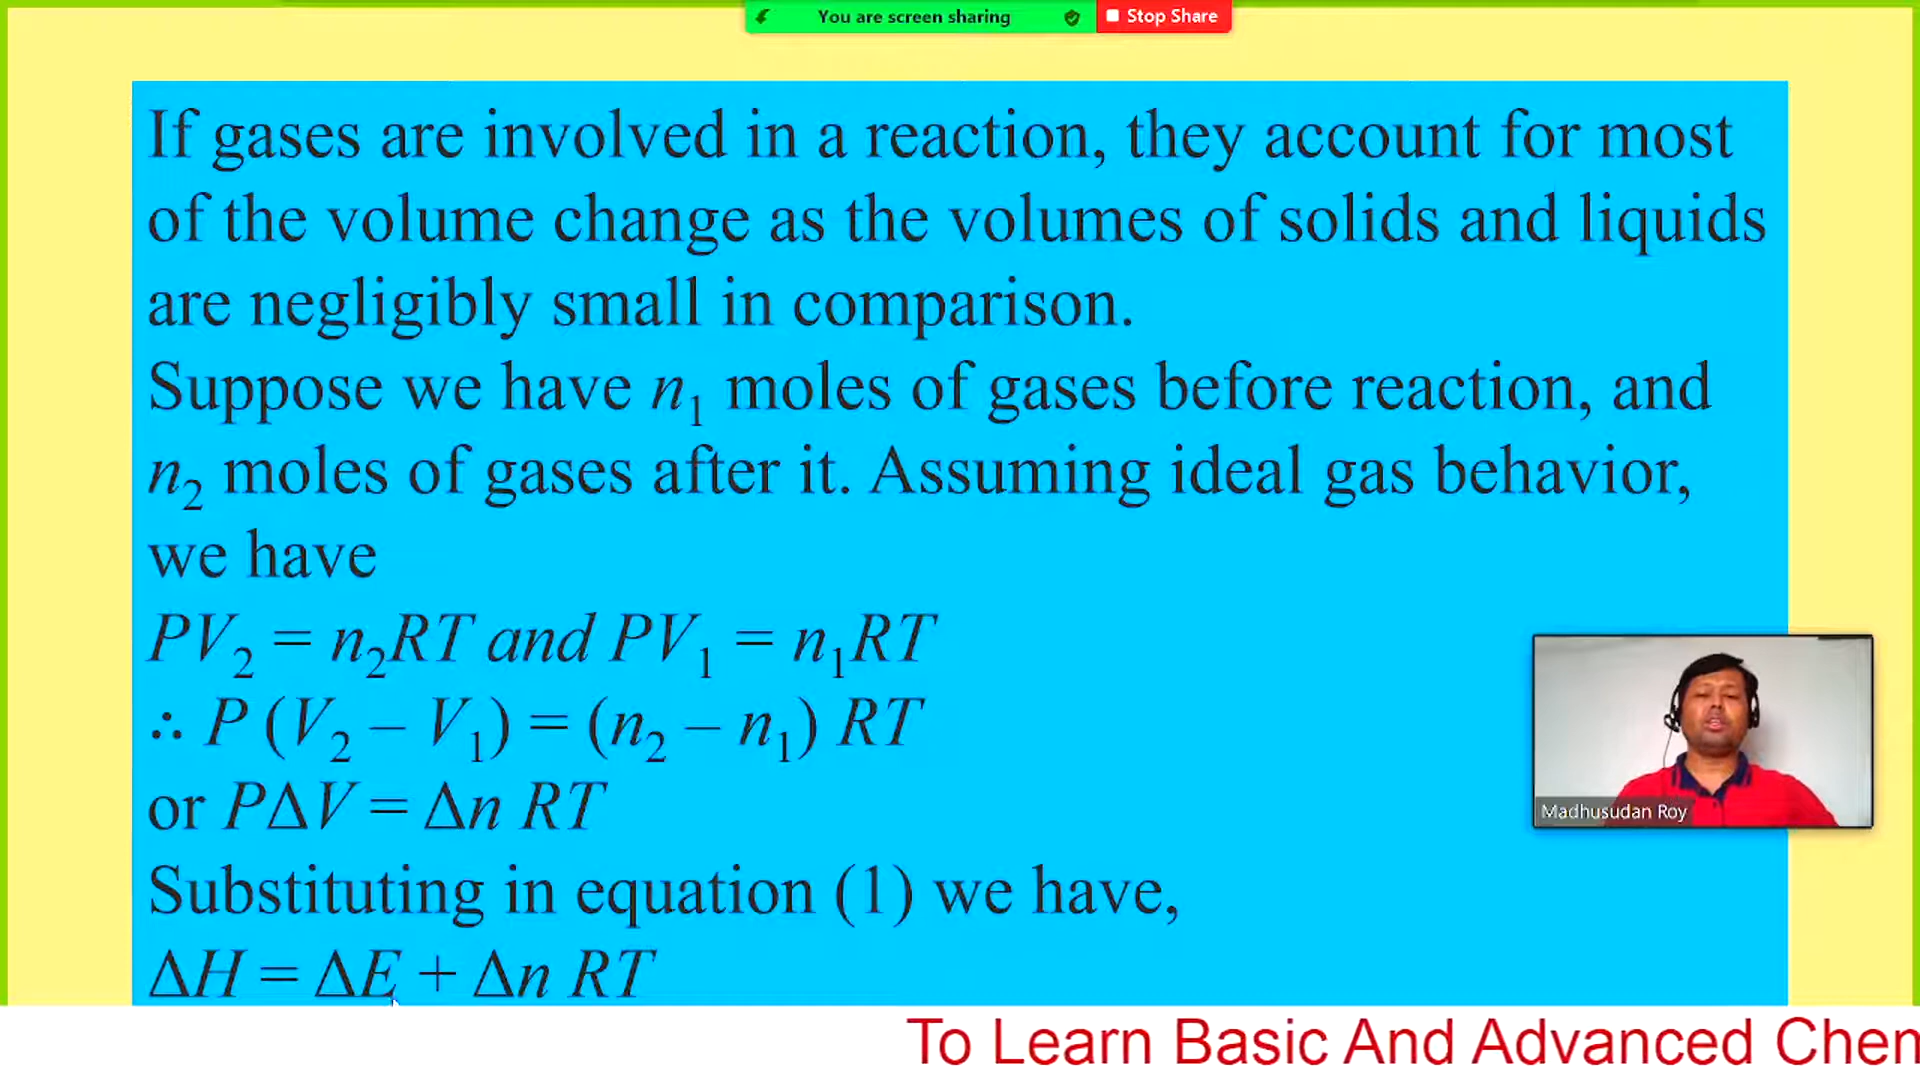 You are screen sharing
Stop Share
If gases are involved in a reaction, they account for most
of the volume change as the volumes of solids and liquids
are negligibly small in comparison.
Suppose we have n₁ moles of gases before reaction, and
n₂ moles of gases after it. Assuming ideal gas behavior,
we have
PV₂ = n₂RT and PV₁ = n₁RT
∴ P (V₂ – V₁) = (n₂ – n₁) RT
or PΔV = Δn RT
Substituting in equation (1) we have,
ΔH = ΔE + Δn RT
Madhusudan Roy
To Learn Basic And Advanced Chem